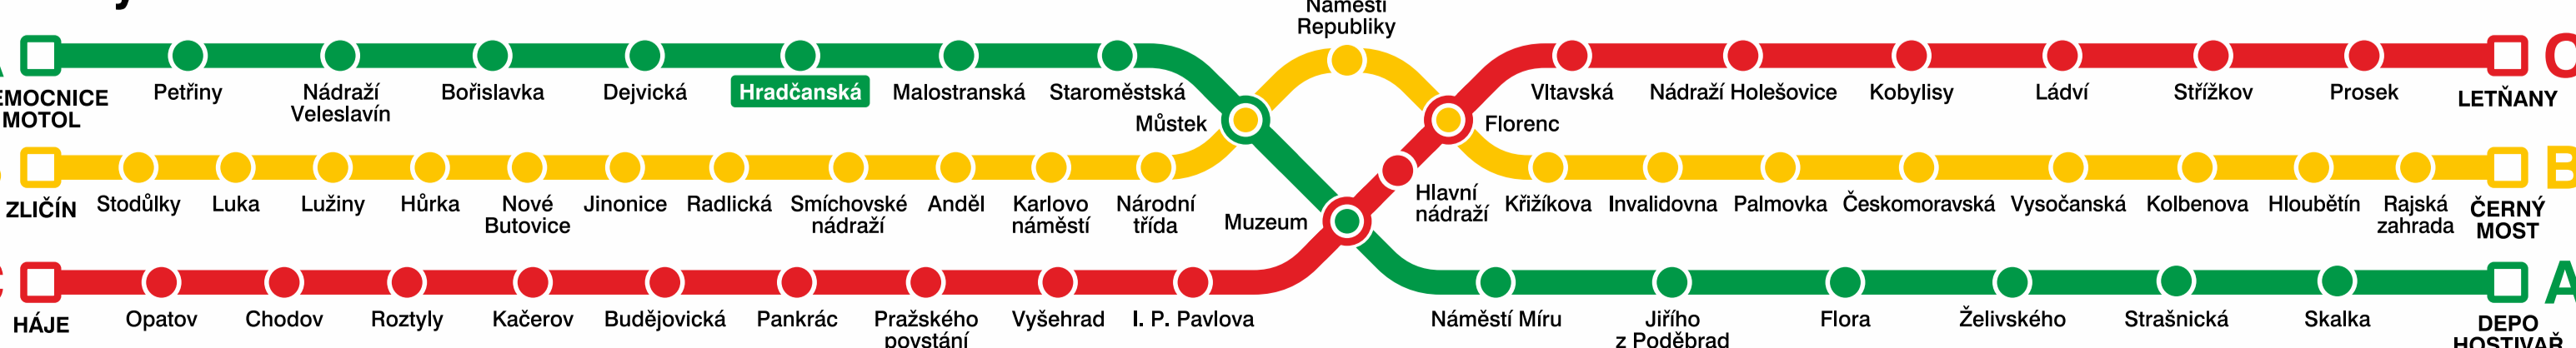 Náměstí
Republiky
A
C
Petřiny
Nádraží
Veleslavín
Bořislavka
Dejvická
Hradčanská
Malostranská
Staroměstská
Vltavská
Nádraží Holešovice
Kobylisy
Ládví
Střížkov
Prosek
EMOCNICE
MOTOL
LETŇANY
Můstek
Florenc
B
ZLIČÍN
Stodůlky
Luka
Lužiny
Hůrka
Nové
Butovice
Jinonice
Radlická
Smíchovské
nádraží
Anděl
Karlovo
náměstí
Národní
třída
Muzeum
Hlavní
nádraží
Křižíkova
Invalidovna
Palmovka
Českomoravská
Vysočanská
Kolbenova
Hloubětín
Rajská
zahrada
ČERNÝ
MOST
C
A
HÁJE
Opatov
Chodov
Roztyly
Kačerov
Budějovická
Pankrác
Pražského
povstání
Vyšehrad
I. P. Pavlova
Náměstí Míru
Jiřího
z Poděbrad
Flora
Želivského
Strašnická
Skalka
DEPO
HOSTIVAŘ